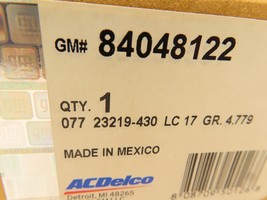 GM# 84048122
QTY. 1
077 23219-430 LC 17 GR. 4.779
MADE IN MEXICO
ACDelco
Detroit, MI 48265